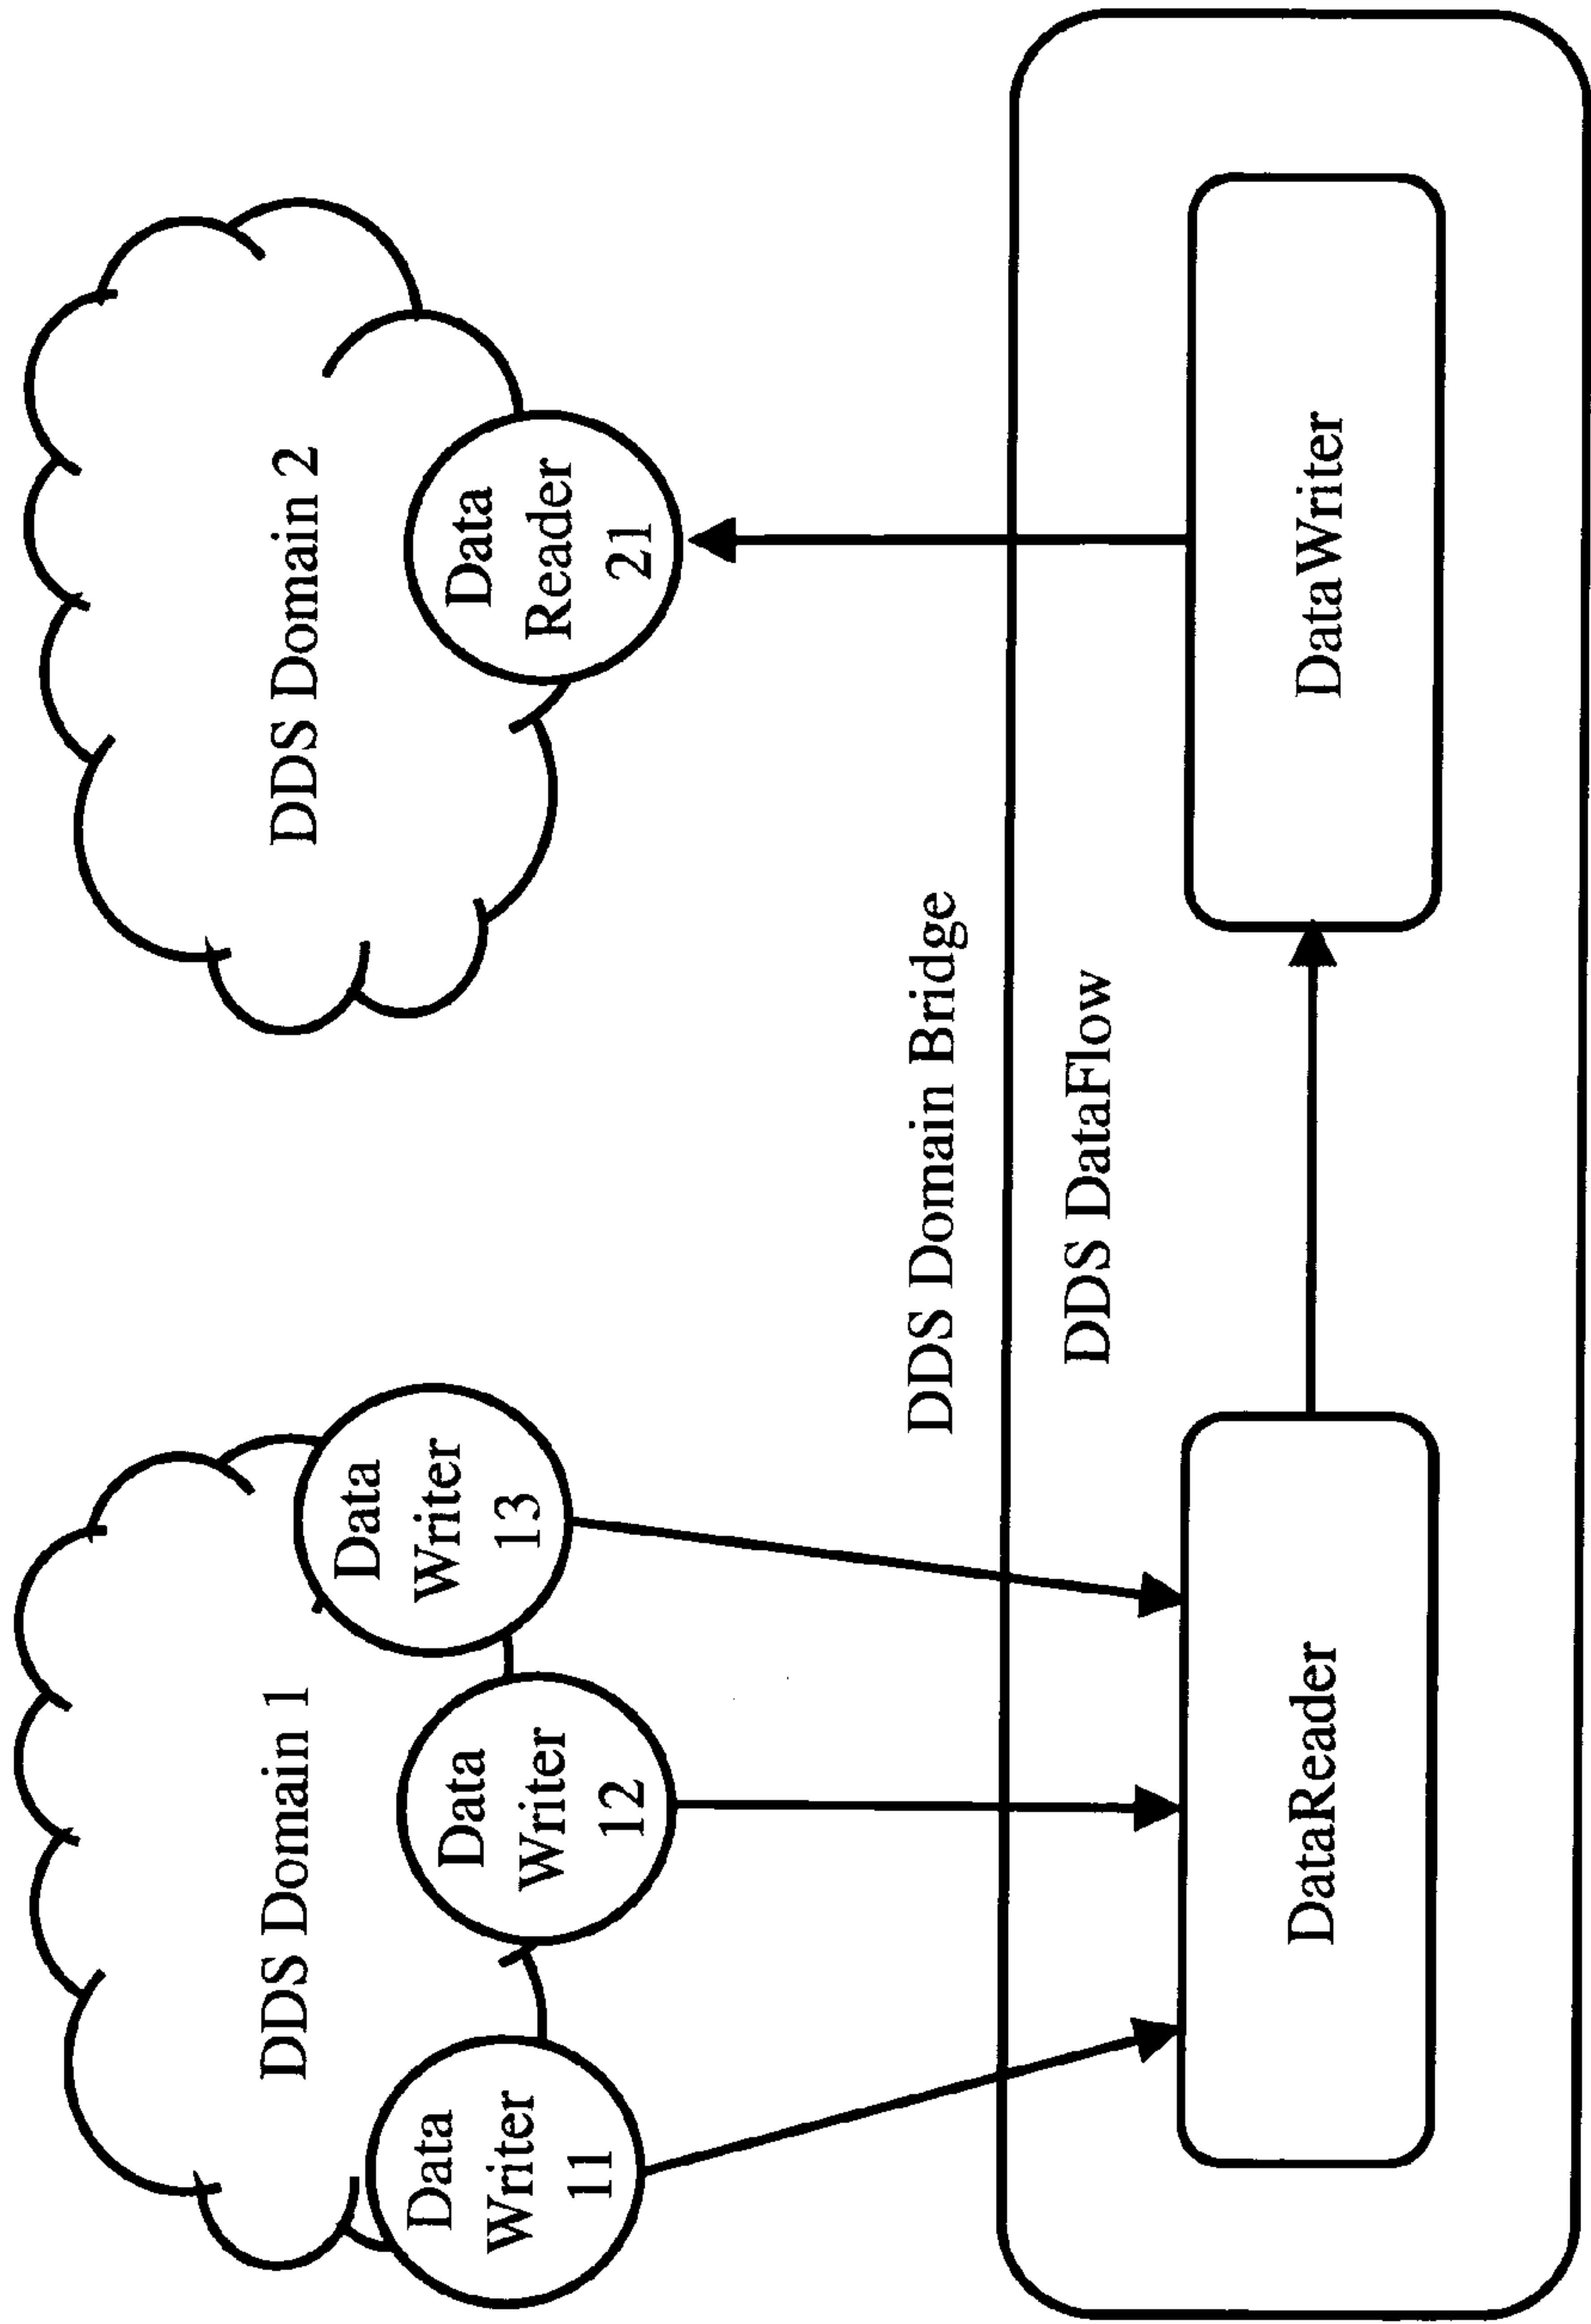 DDS Domain 1
Data
Writer
11
Data
Writer
12
Data
Writer
13
DDS Domain 2
Data
Reader
21
DDS Domain Bridge
DDS DataFlow
DataReader
DataWriter